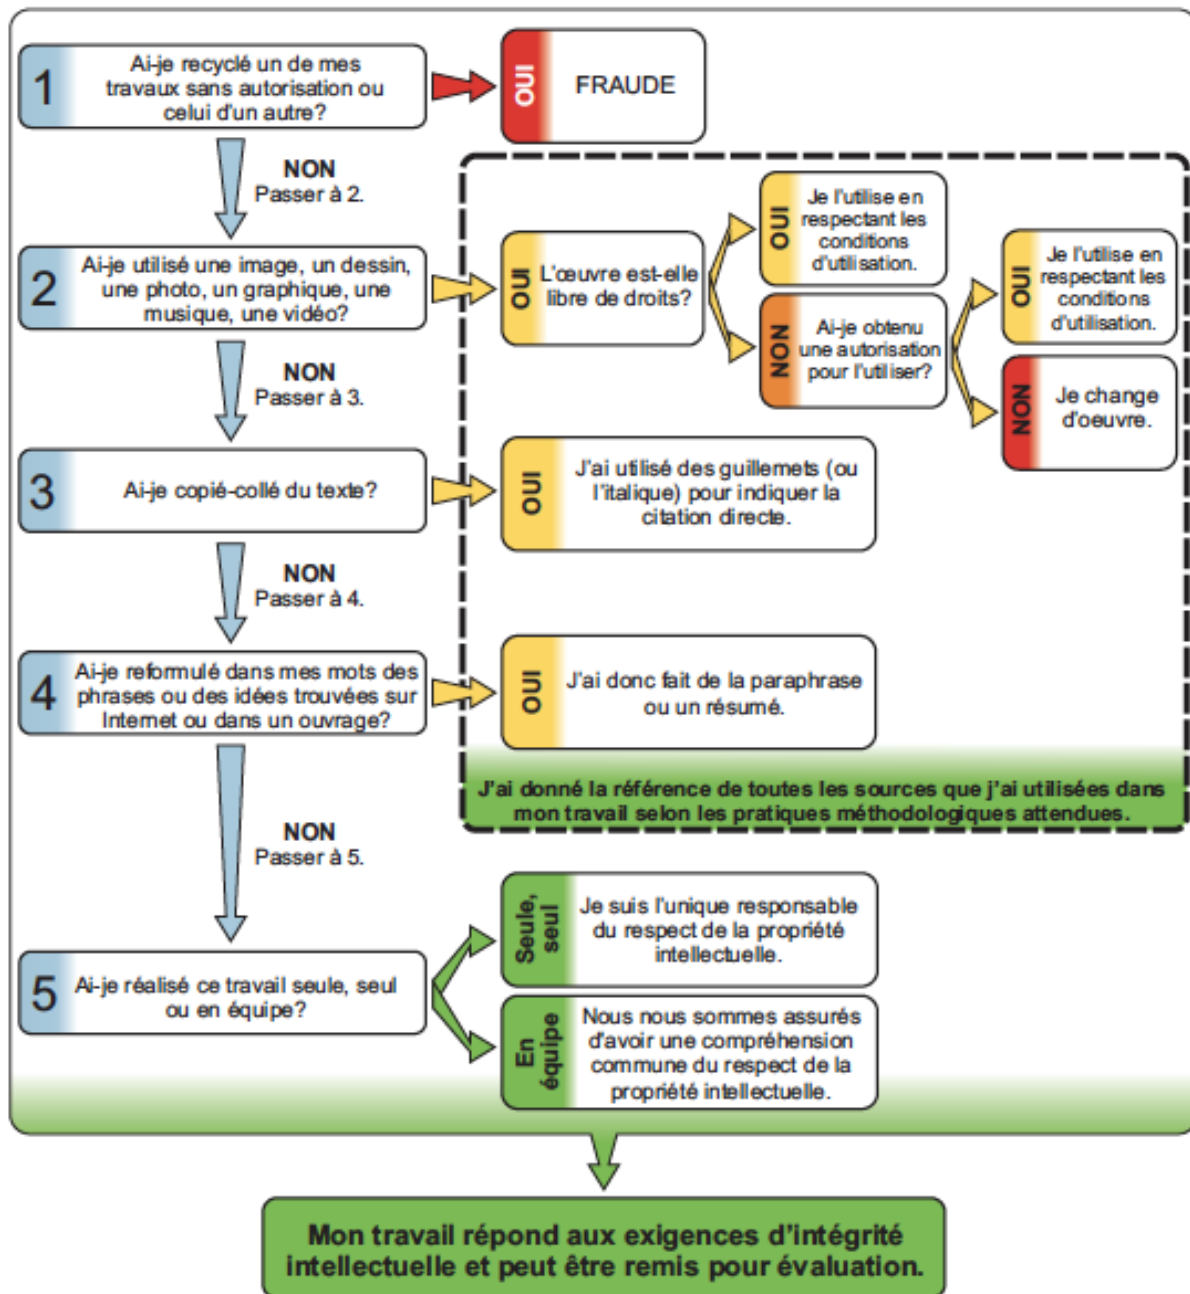 1
Ai-je recyclé un de mes
travaux sans autorisation ou
celui d'un autre?
OUI
FRAUDE
NON
Passer à 2.
2
Ai-je utilisé une image, un dessin,
une photo, un graphique, une
musique, une vidéo?
OUI
L'œuvre est-elle
libre de droits?
OUI
Je l'utilise en
respectant les
conditions
d'utilisation.
NON
Ai-je obtenu
une autorisation
pour l'utiliser?
OUI
Je l'utilise en
respectant les
conditions
d'utilisation.
NON
Je change
d'oeuvre.
NON
Passer à 3.
3
Ai-je copié-collé du texte?
OUI
J'ai utilisé des guillemets (ou
l'italique) pour indiquer la
citation directe.
NON
Passer à 4.
4
Ai-je reformulé dans mes mots des
phrases ou des idées trouvées sur
Internet ou dans un ouvrage?
OUI
J'ai donc fait de la paraphrase
ou un résumé.
J'ai donné la référence de toutes les sources que j'ai utilisées dans
mon travail selon les pratiques méthodologiques attendues.
NON
Passer à 5.
5
Ai-je réalisé ce travail seule, seul
ou en équipe?
Seule,
seul
Je suis l'unique responsable
du respect de la propriété
intellectuelle.
En
équipe
Nous nous sommes assurés
d'avoir une compréhension
commune du respect de la
propriété intellectuelle.
Mon travail répond aux exigences d'intégrité
intellectuelle et peut être remis pour évaluation.